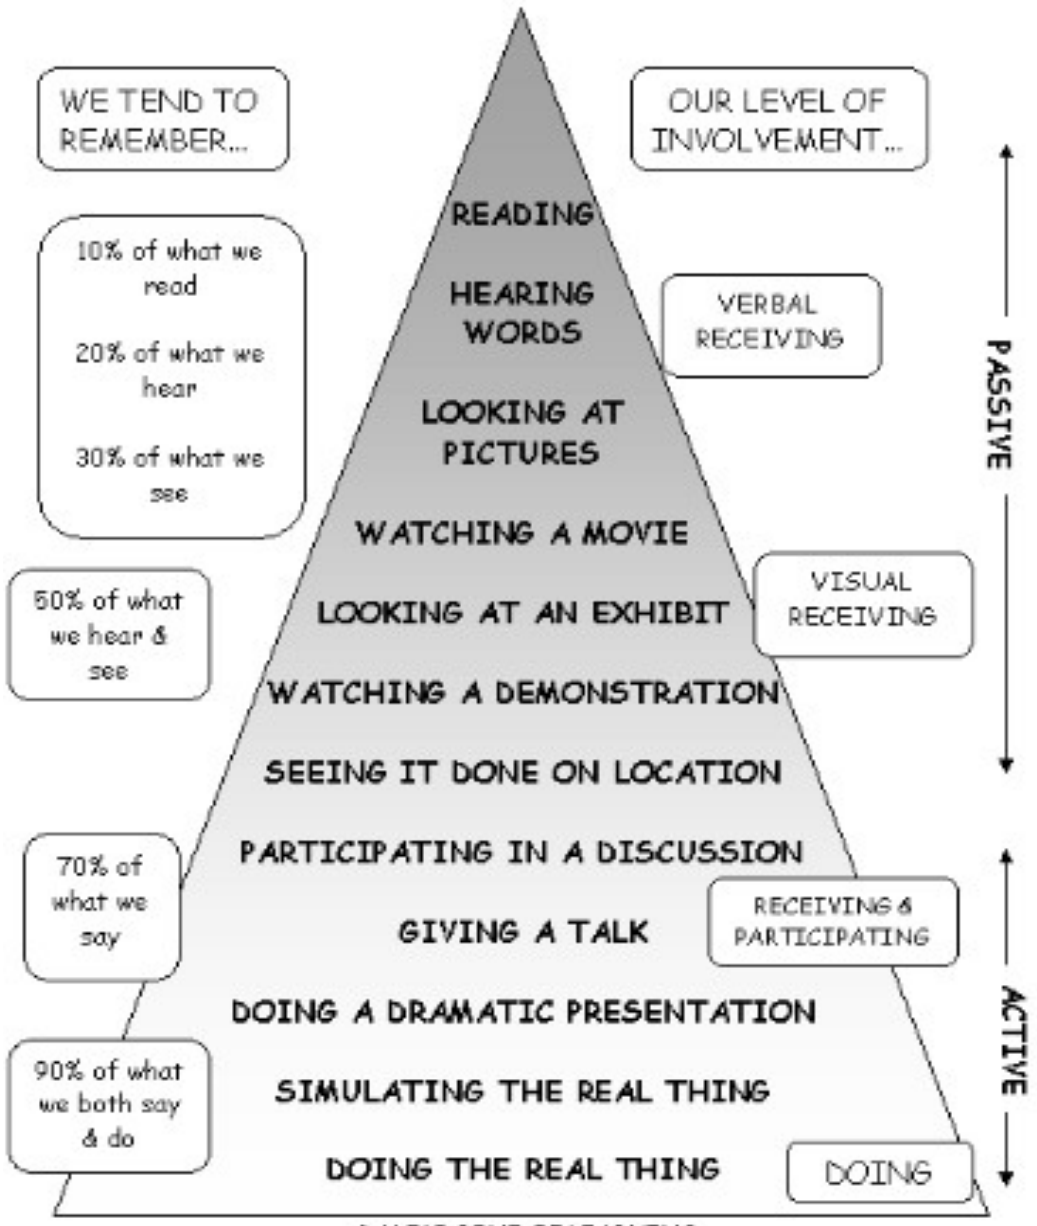 WE TEND TO
REMEMBER...
OUR LEVEL OF
INVOLVEMENT...
READING
10% of what we
read
HEARING
WORDS
VERBAL
RECEIVING
20% of what we
hear
LOOKING AT
PICTURES
30% of what we
see
PASSIVE
WATCHING A MOVIE
50% of what
we hear &
see
LOOKING AT AN EXHIBIT
VISUAL
RECEIVING
WATCHING A DEMONSTRATION
SEEING IT DONE ON LOCATION
PARTICIPATING IN A DISCUSSION
70% of
what we
say
GIVING A TALK
RECEIVING &
PARTICIPATING
DOING A DRAMATIC PRESENTATION
ACTIVE
90% of what
we both say
& do
SIMULATING THE REAL THING
DOING THE REAL THING
DOING